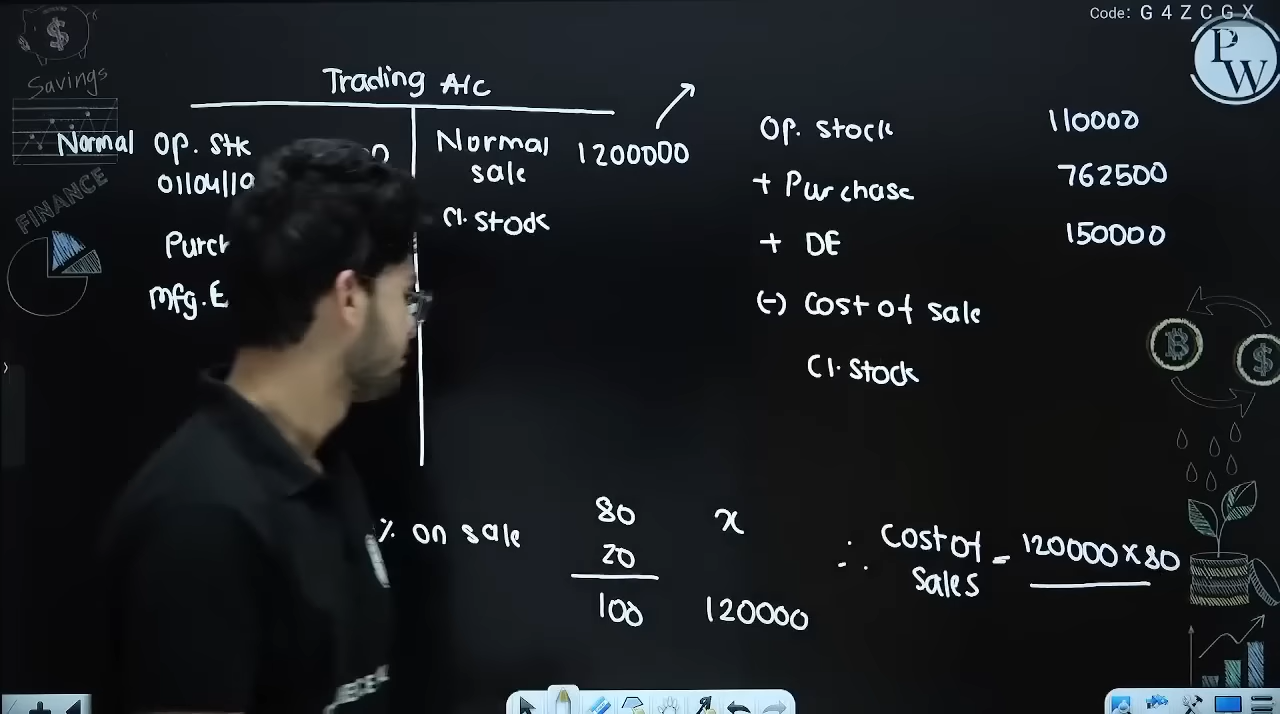 Code: G 4 Z C G X
PW
Savings
FINANCE
Trading A/C
Normal Op. Stk
01/04/10
Normal sale 1200000
Cl. Stock
Purch
Mfg. E
Op. Stock 110000
+ Purchase 762500
+ DE 150000
(-) Cost of sale
Cl. Stock
% on sale
80 x
20
100 120000
∴ Cost of Sales = 120000 × 80